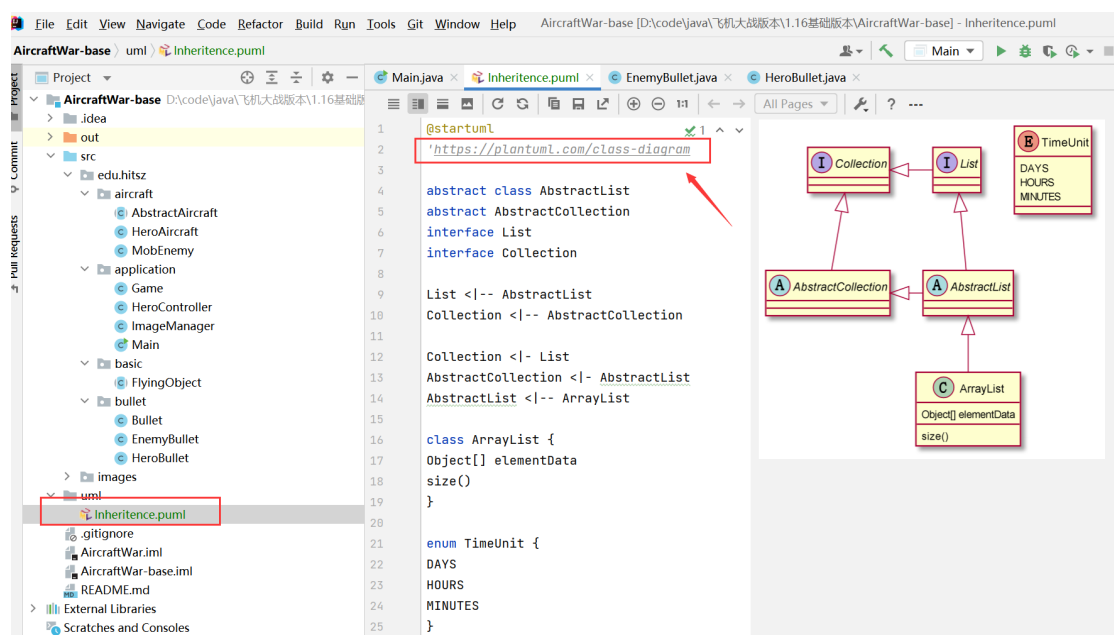 File Edit View Navigate Code Refactor Build Run Tools Git Window Help AircraftWar-base [D:\code\java\飞机大战版本\1.16基础版本\AircraftWar-base] - Inheritence.puml
AircraftWar-base uml Inheritence.puml Main
Project
Project
Main.java
Inheritence.puml
EnemyBullet.java
HeroBullet.java
1:1 All Pages ?
Commit
Pull Requests
AircraftWar-base D:\code\java\飞机大战版本\1.16基础版
.idea
out
src
edu.hitsz
aircraft
AbstractAircraft
HeroAircraft
MobEnemy
application
Game
HeroController
ImageManager
Main
basic
FlyingObject
bullet
Bullet
EnemyBullet
HeroBullet
images
uml
Inheritence.puml
.gitignore
AircraftWar.iml
AircraftWar-base.iml
README.md
External Libraries
Scratches and Consoles
1 @startuml
1
2 'https://plantuml.com/class-diagram
3
4 abstract class AbstractList
5 abstract AbstractCollection
6 interface List
7 interface Collection
8
9 List <|-- AbstractList
10 Collection <|-- AbstractCollection
11
12 Collection <|- List
13 AbstractCollection <|- AbstractList
14 AbstractList <|-- ArrayList
15
16 class ArrayList {
17 Object[] elementData
18 size()
19 }
20
21 enum TimeUnit {
22 DAYS
23 HOURS
24 MINUTES
25 }
I Collection
I List
E TimeUnit
DAYS
HOURS
MINUTES
A AbstractCollection
A AbstractList
C ArrayList
Object[] elementData
size()